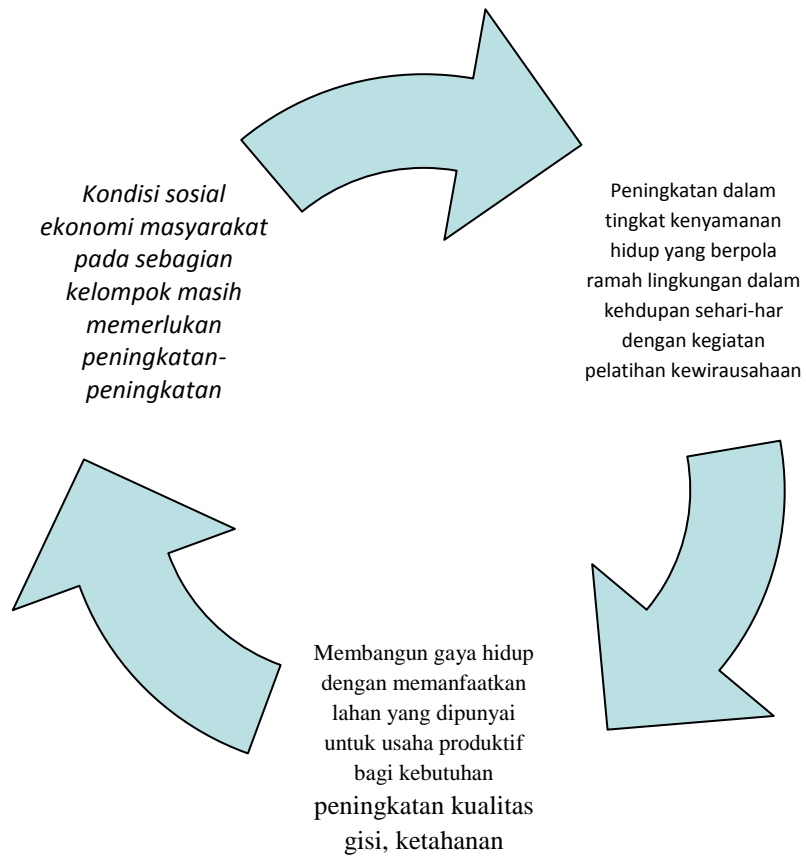 Kondisi sosial
ekonomi masyarakat
pada sebagian
kelompok masih
memerlukan
peningkatan-
peningkatan
Peningkatan dalam
tingkat kenyamanan
hidup yang berpola
ramah lingkungan dalam
kehdupan sehari-har
dengan kegiatan
pelatihan kewirausahaan
Membangun gaya hidup
dengan memanfaatkan
lahan yang dipunyai
untuk usaha produktif
bagi kebutuhan
peningkatan kualitas
gisi, ketahanan